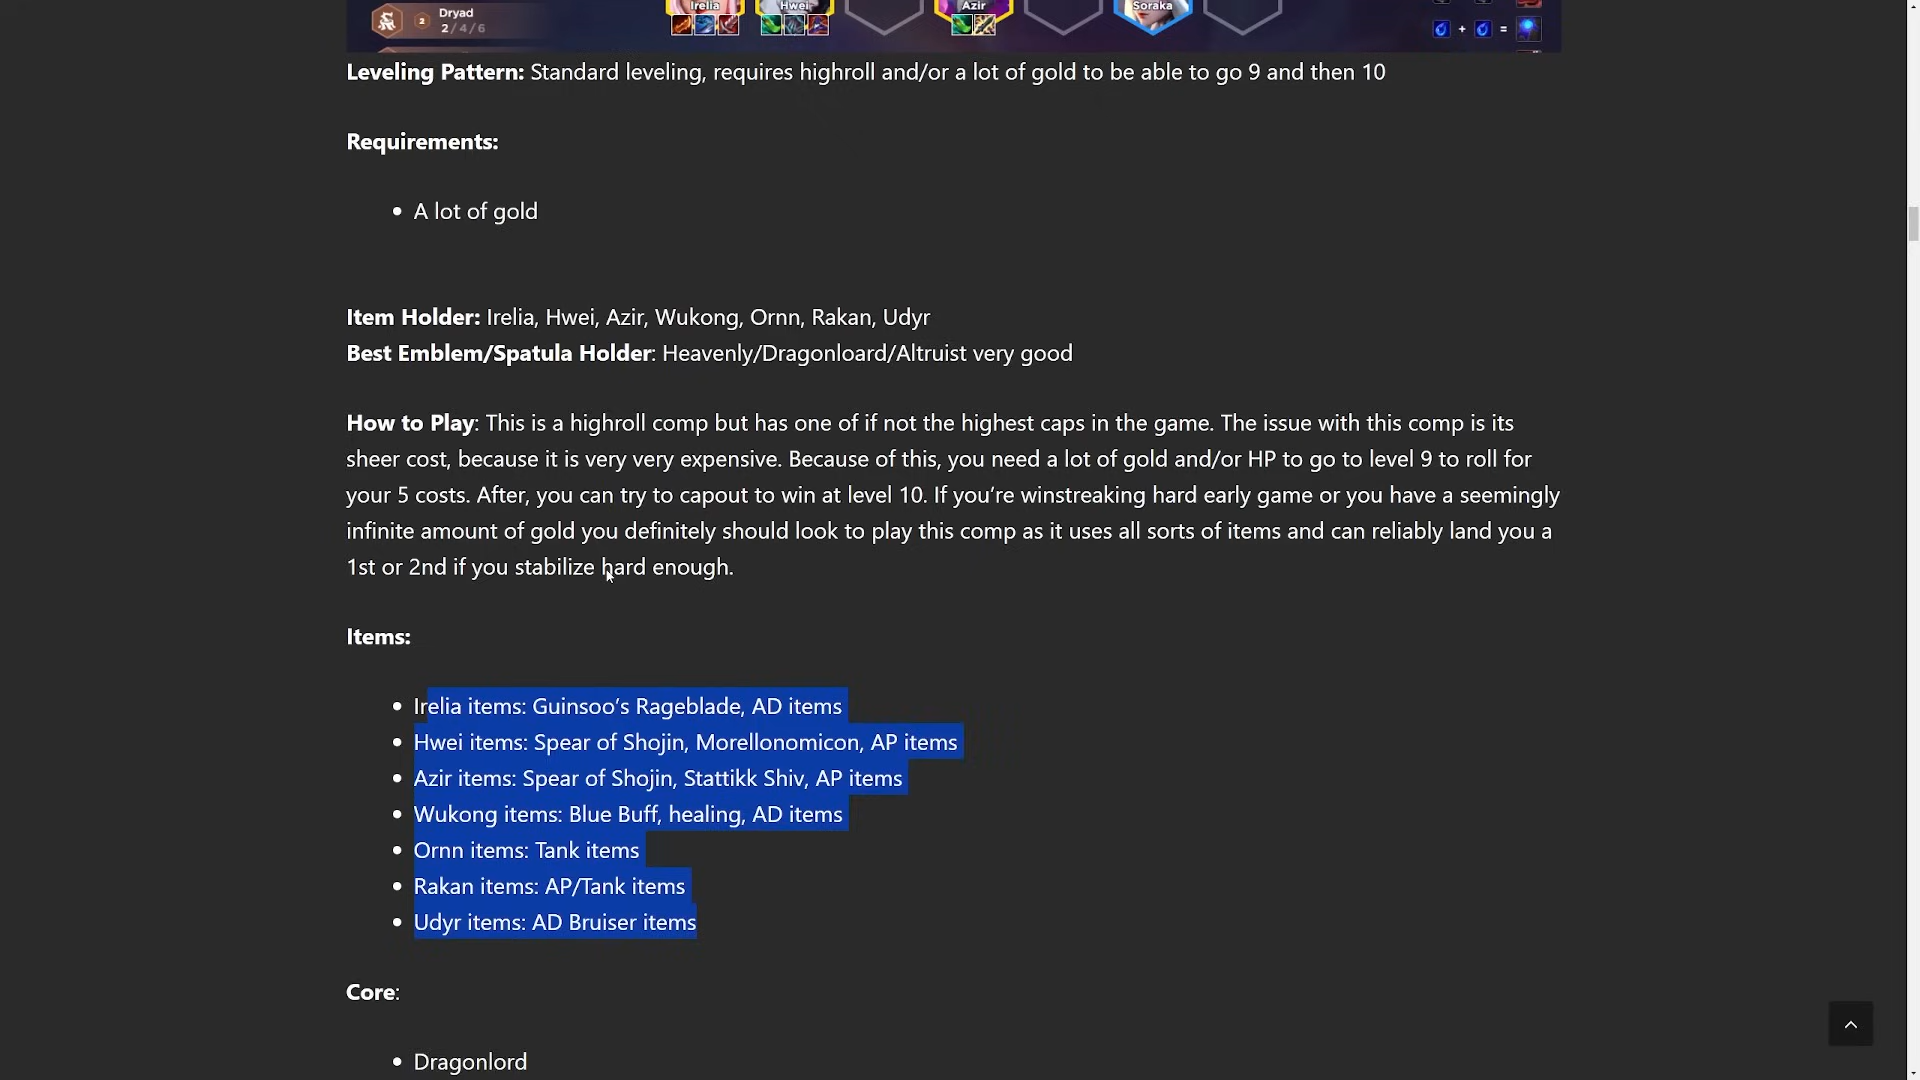 Dryad
2
2 / 4 / 6
Irelia
Hwei
Azir
Soraka
+ =
Leveling Pattern: Standard leveling, requires highroll and/or a lot of gold to be able to go 9 and then 10
Requirements:
• A lot of gold
Item Holder: Irelia, Hwei, Azir, Wukong, Ornn, Rakan, Udyr
Best Emblem/Spatula Holder: Heavenly/Dragonloard/Altruist very good
How to Play: This is a highroll comp but has one of if not the highest caps in the game. The issue with this comp is its
sheer cost, because it is very very expensive. Because of this, you need a lot of gold and/or HP to go to level 9 to roll for
your 5 costs. After, you can try to capout to win at level 10. If you’re winstreaking hard early game or you have a seemingly
infinite amount of gold you definitely should look to play this comp as it uses all sorts of items and can reliably land you a
1st or 2nd if you stabilize hard enough.
Items:
• Irelia items: Guinsoo’s Rageblade, AD items
• Hwei items: Spear of Shojin, Morellonomicon, AP items
• Azir items: Spear of Shojin, Stattikk Shiv, AP items
• Wukong items: Blue Buff, healing, AD items
• Ornn items: Tank items
• Rakan items: AP/Tank items
• Udyr items: AD Bruiser items
Core:
• Dragonlord